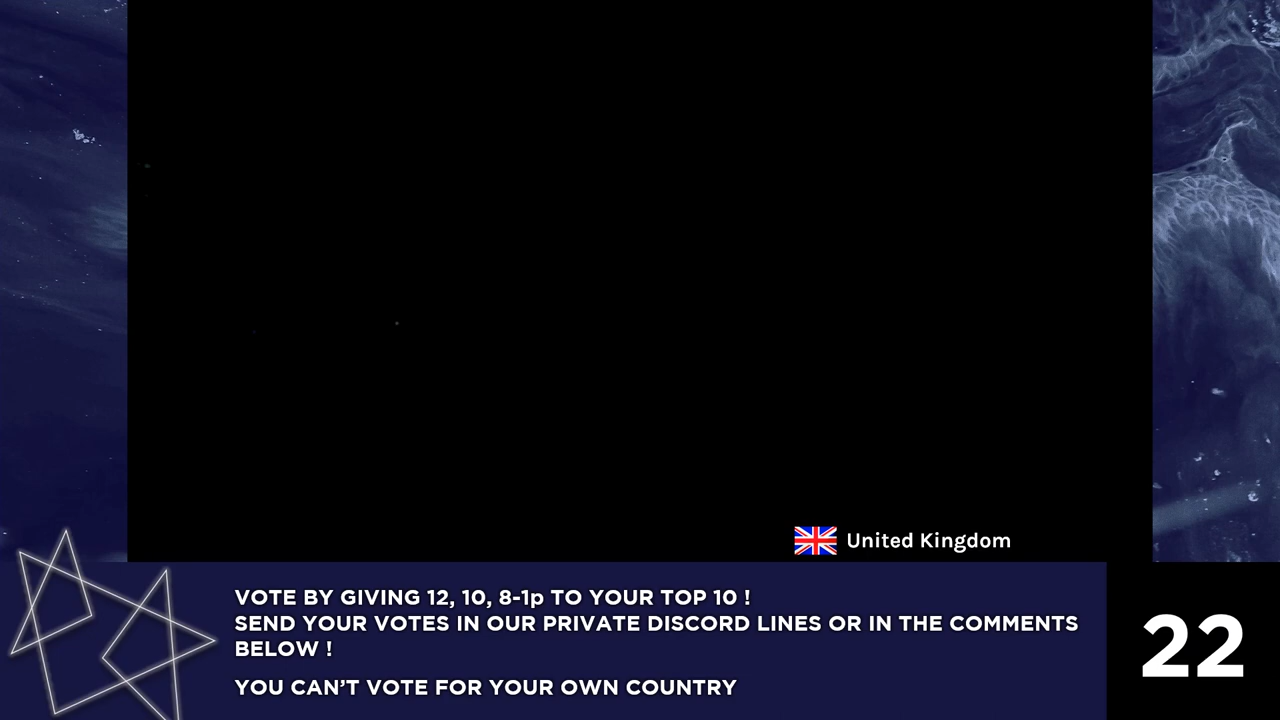 United Kingdom
VOTE BY GIVING 12, 10, 8-1p TO YOUR TOP 10 !
SEND YOUR VOTES IN OUR PRIVATE DISCORD LINES OR IN THE COMMENTS
BELOW !
YOU CAN’T VOTE FOR YOUR OWN COUNTRY
22